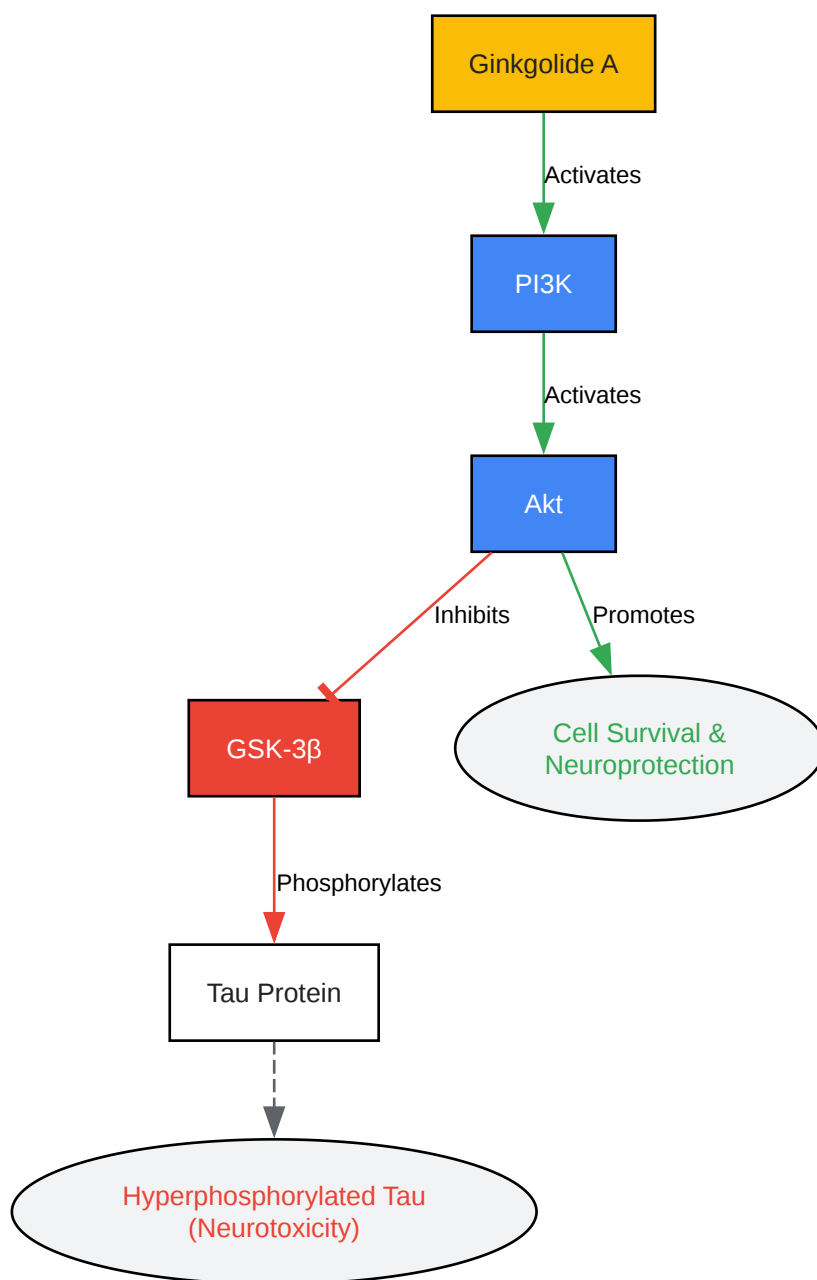 Ginkgolide A
Activates
PI3K
Activates
Akt
Inhibits
Promotes
GSK-3β
Cell Survival &
Neuroprotection
Phosphorylates
Tau Protein
Hyperphosphorylated Tau
(Neurotoxicity)